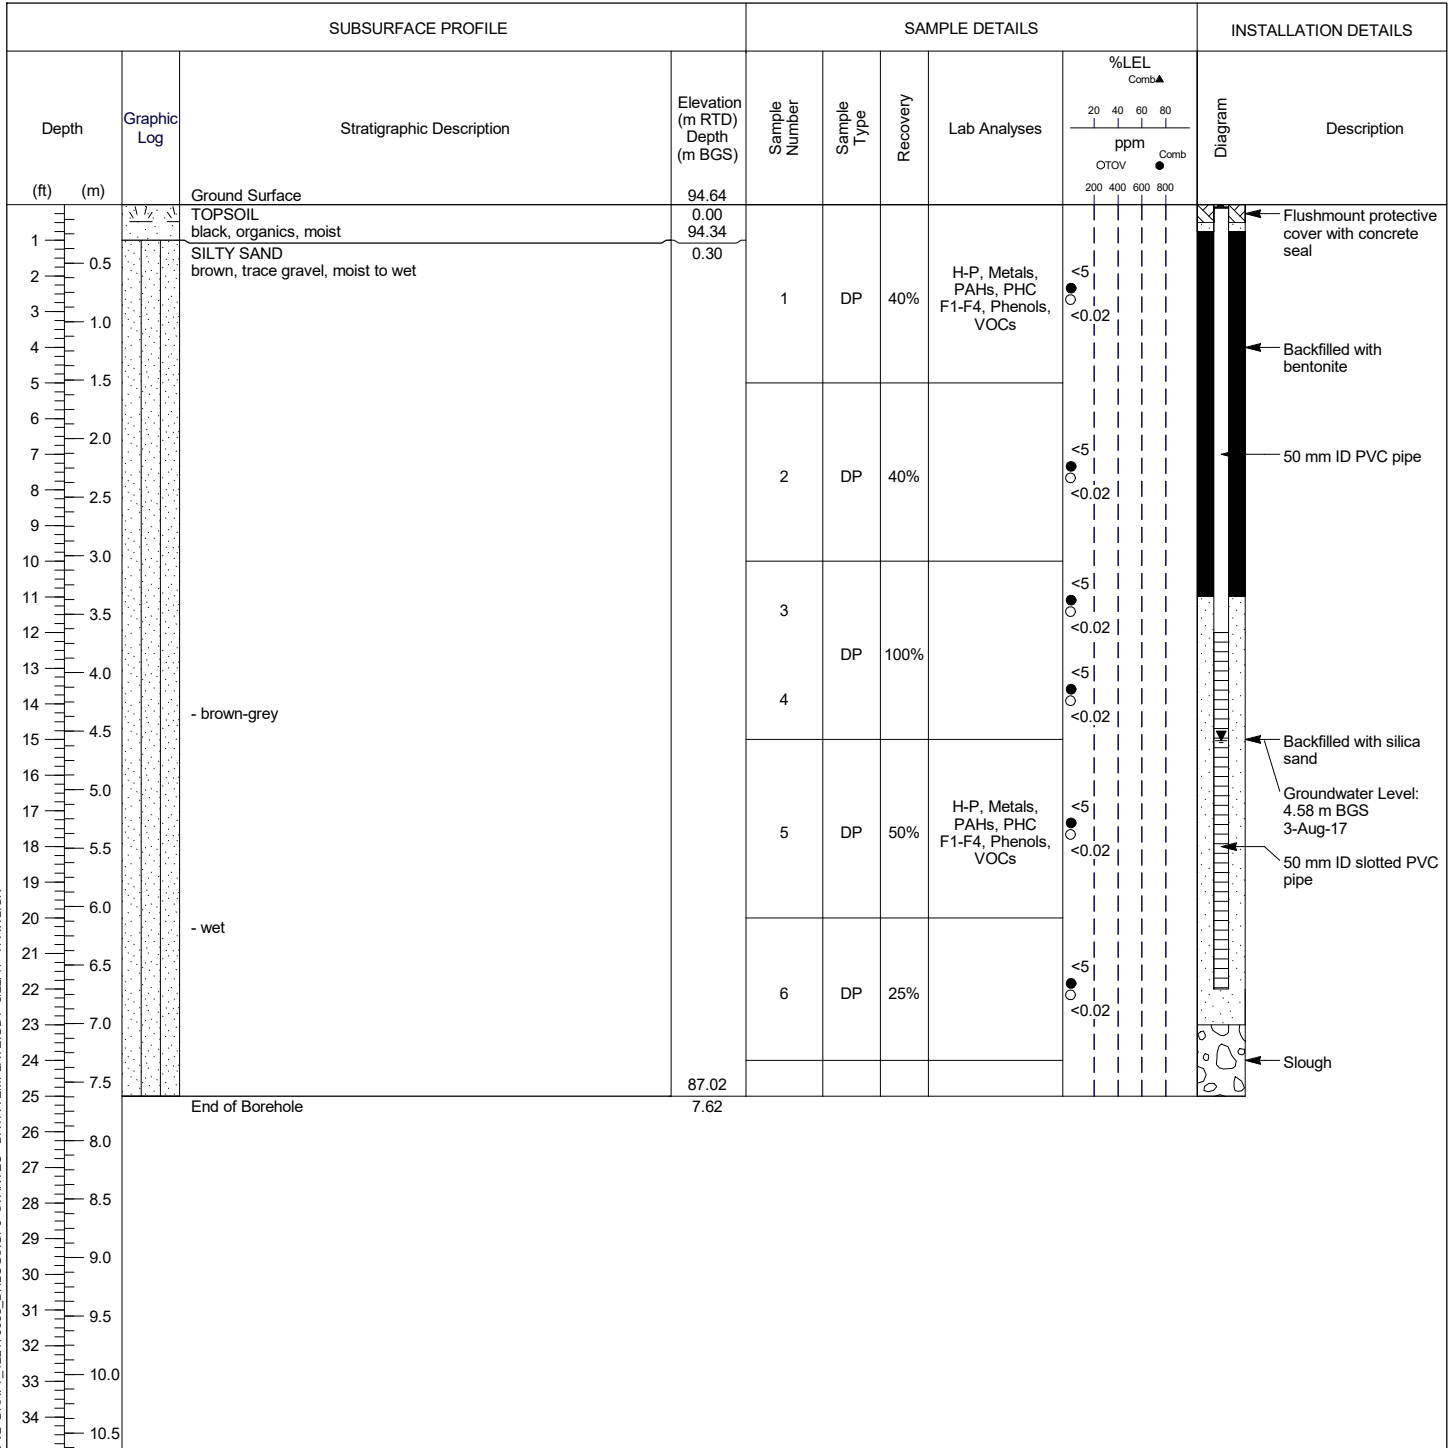 SUBSURFACE PROFILE
SAMPLE DETAILS
INSTALLATION DETAILS
Depth
(ft) (m)
Graphic
Log
Stratigraphic Description
Elevation
(m RTD)
Depth
(m BGS)
Sample
Number
Sample
Type
Recovery
Lab Analyses
%LEL
Comb▲
20 40 60 80
ppm
OTOV
● Comb
200 400 600 800
Diagram
Description
Ground Surface 94.64
TOPSOIL 0.00
black, organics, moist 94.34
SILTY SAND 0.30
brown, trace gravel, moist to wet
- brown-grey
- wet
87.02
End of Borehole 7.62
1
2
3
4
5
6
7
8
9
10
11
12
13
14
15
16
17
18
19
20
21
22
23
24
25
26
27
28
29
30
31
32
33
34
0.5
1.0
1.5
2.0
2.5
3.0
3.5
4.0
4.5
5.0
5.5
6.0
6.5
7.0
7.5
8.0
8.5
9.0
9.5
10.0
10.5
1 DP 40%
H-P, Metals,
PAHs, PHC
F1-F4, Phenols,
VOCs
<5
<0.02
2 DP 40%
<5
<0.02
3
<5
<0.02
DP 100%
4
<5
<0.02
5 DP 50%
H-P, Metals,
PAHs, PHC
F1-F4, Phenols,
VOCs
<5
<0.02
6 DP 25%
<5
<0.02
Flushmount protective
cover with concrete
seal
Backfilled with
bentonite
50 mm ID PVC pipe
Backfilled with silica
sand
Groundwater Level:
4.58 m BGS
3-Aug-17
50 mm ID slotted PVC
pipe
Slough